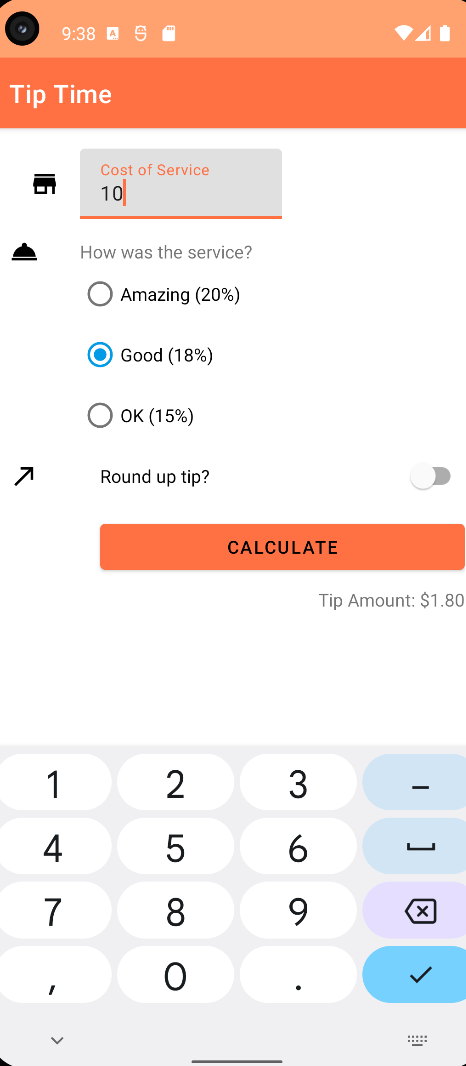 9:38
Tip Time
Cost of Service
10
How was the service?
Amazing (20%)
Good (18%)
OK (15%)
Round up tip?
CALCULATE
Tip Amount: $1.80
1 2 3 -
4 5 6
7 8 9
, 0 .